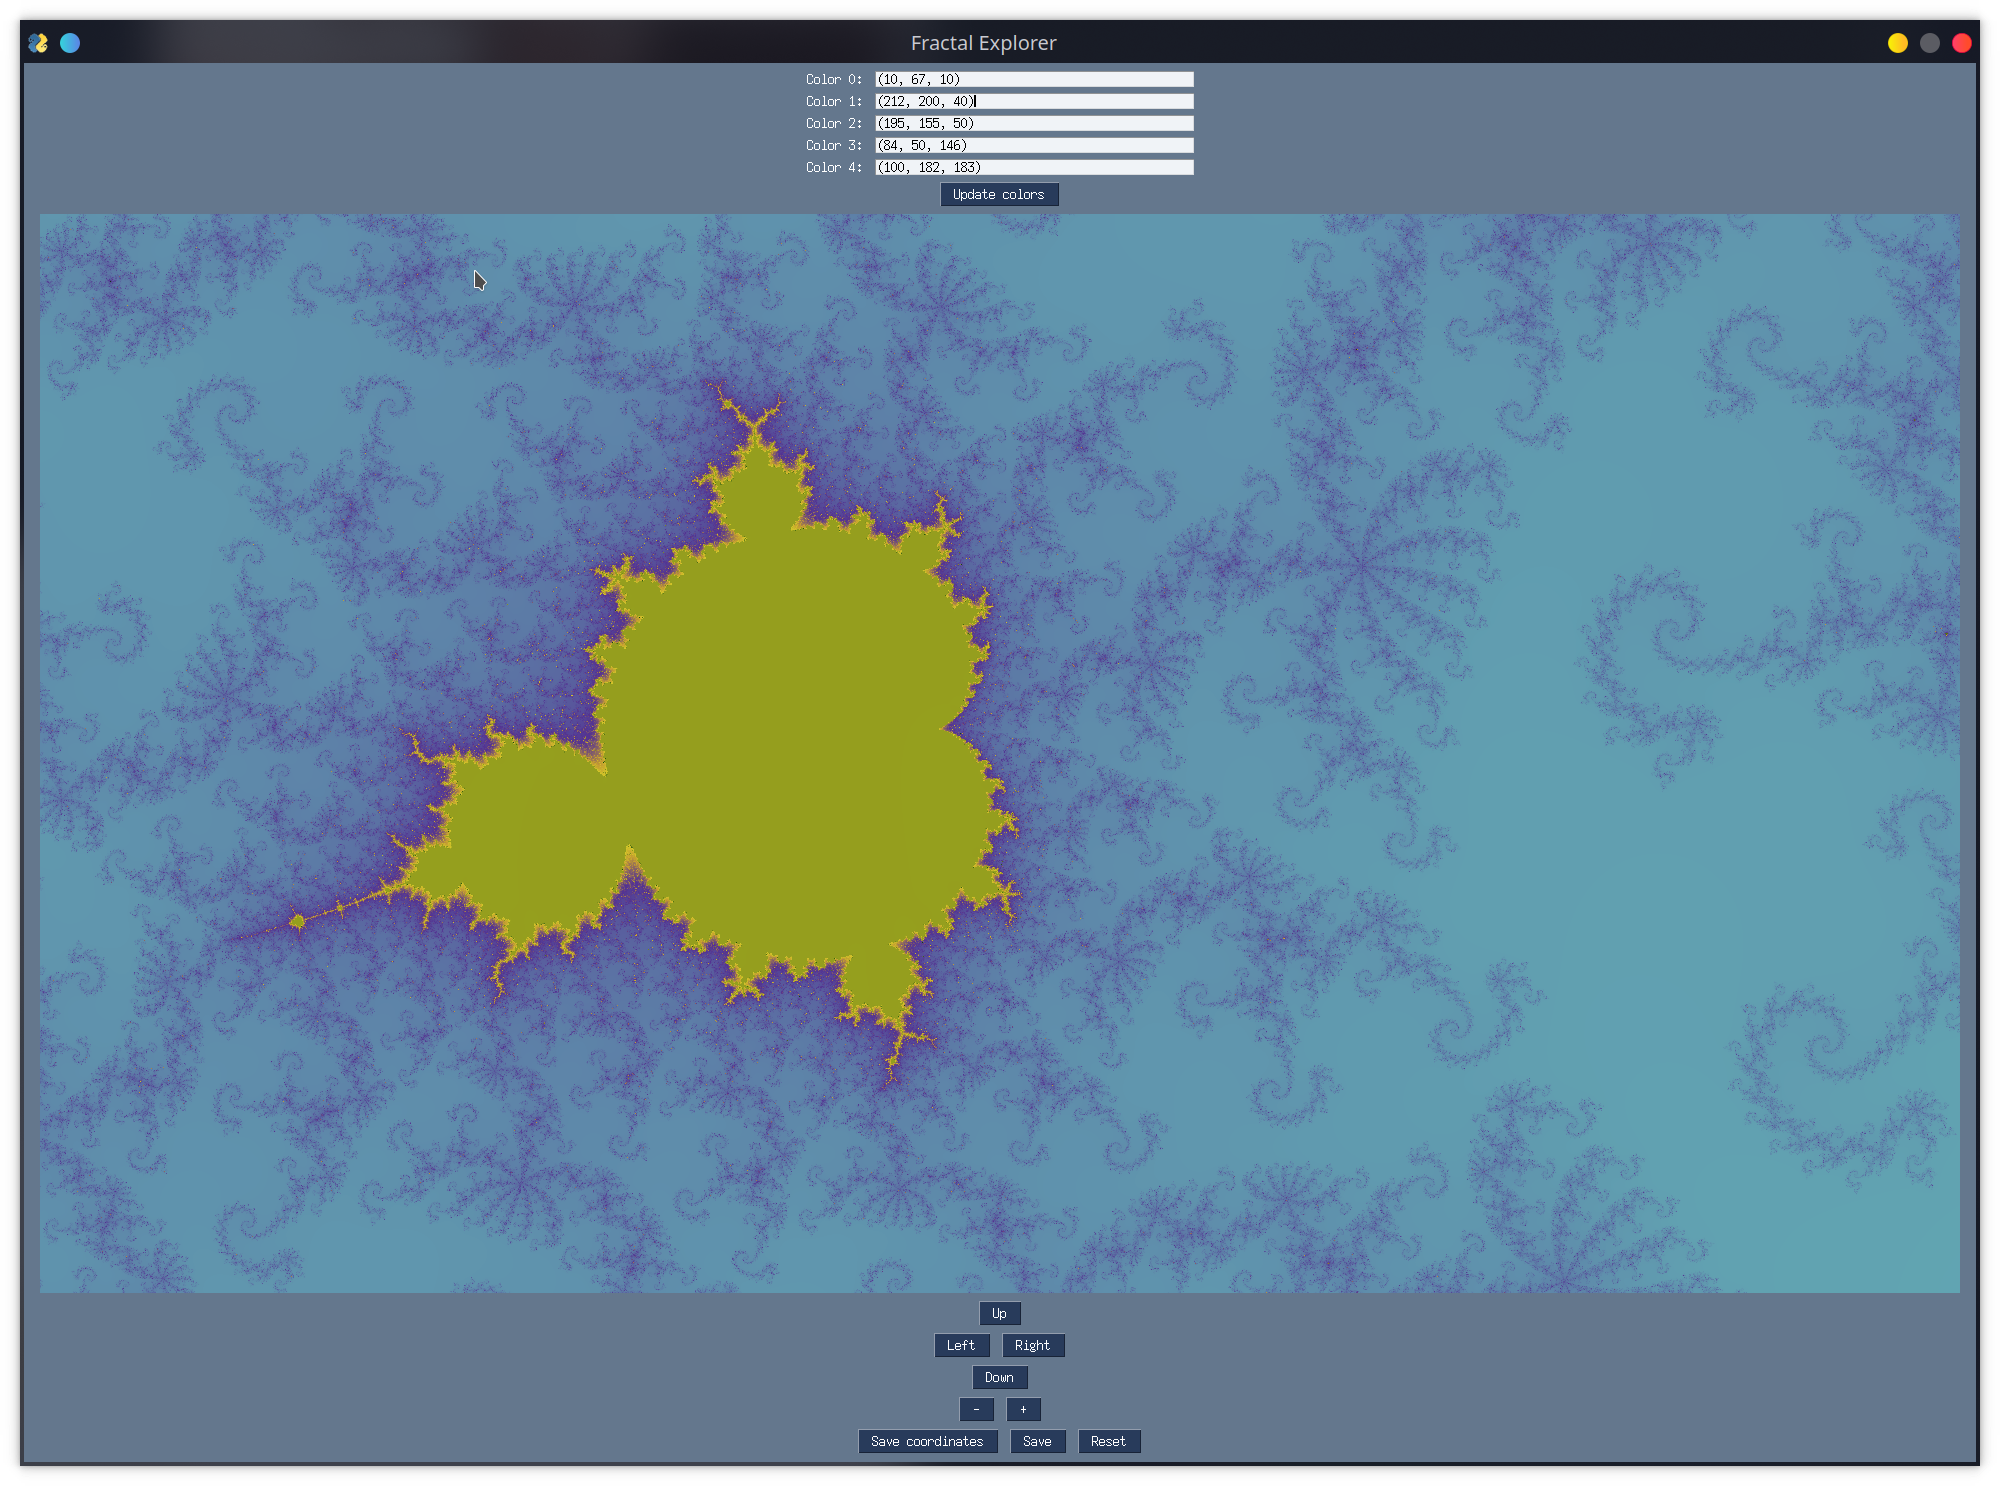 Fractal Explorer
Color 0: (10, 67, 10)
Color 1: (212, 200, 40)
Color 2: (195, 155, 50)
Color 3: (84, 50, 146)
Color 4: (100, 182, 183)
Update colors
Up
Left Right
Down
- +
Save coordinates Save Reset